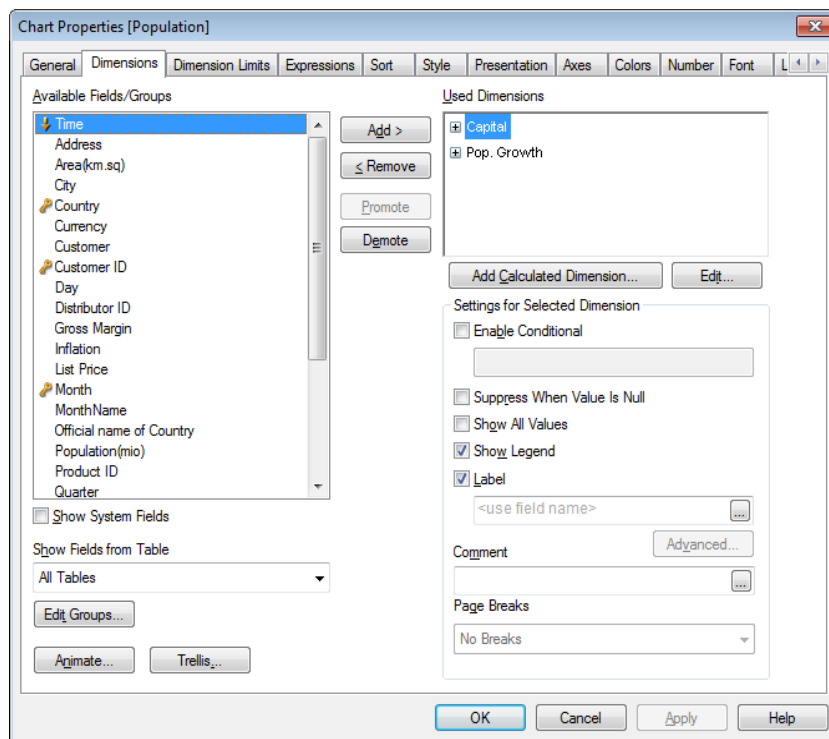 Chart Properties [Population]
General Dimensions Dimension Limits Expressions Sort Style Presentation Axes Colors Number Font L
Available Fields/Groups
Time
Address
Area(km.sq)
City
Country
Currency
Customer
Customer ID
Day
Distributor ID
Gross Margin
Inflation
List Price
Month
MonthName
Official name of Country
Population(mio)
Product ID
Quarter
Show System Fields
Show Fields from Table
All Tables
Edit Groups...
Animate... Trellis...
Add >
< Remove
Promote
Demote
Used Dimensions
Capital
Pop. Growth
Add Calculated Dimension... Edit...
Settings for Selected Dimension
Enable Conditional
Suppress When Value Is Null
Show All Values
Show Legend
Label
<use field name> ...
Advanced...
Comment
...
Page Breaks
No Breaks
OK Cancel Apply Help